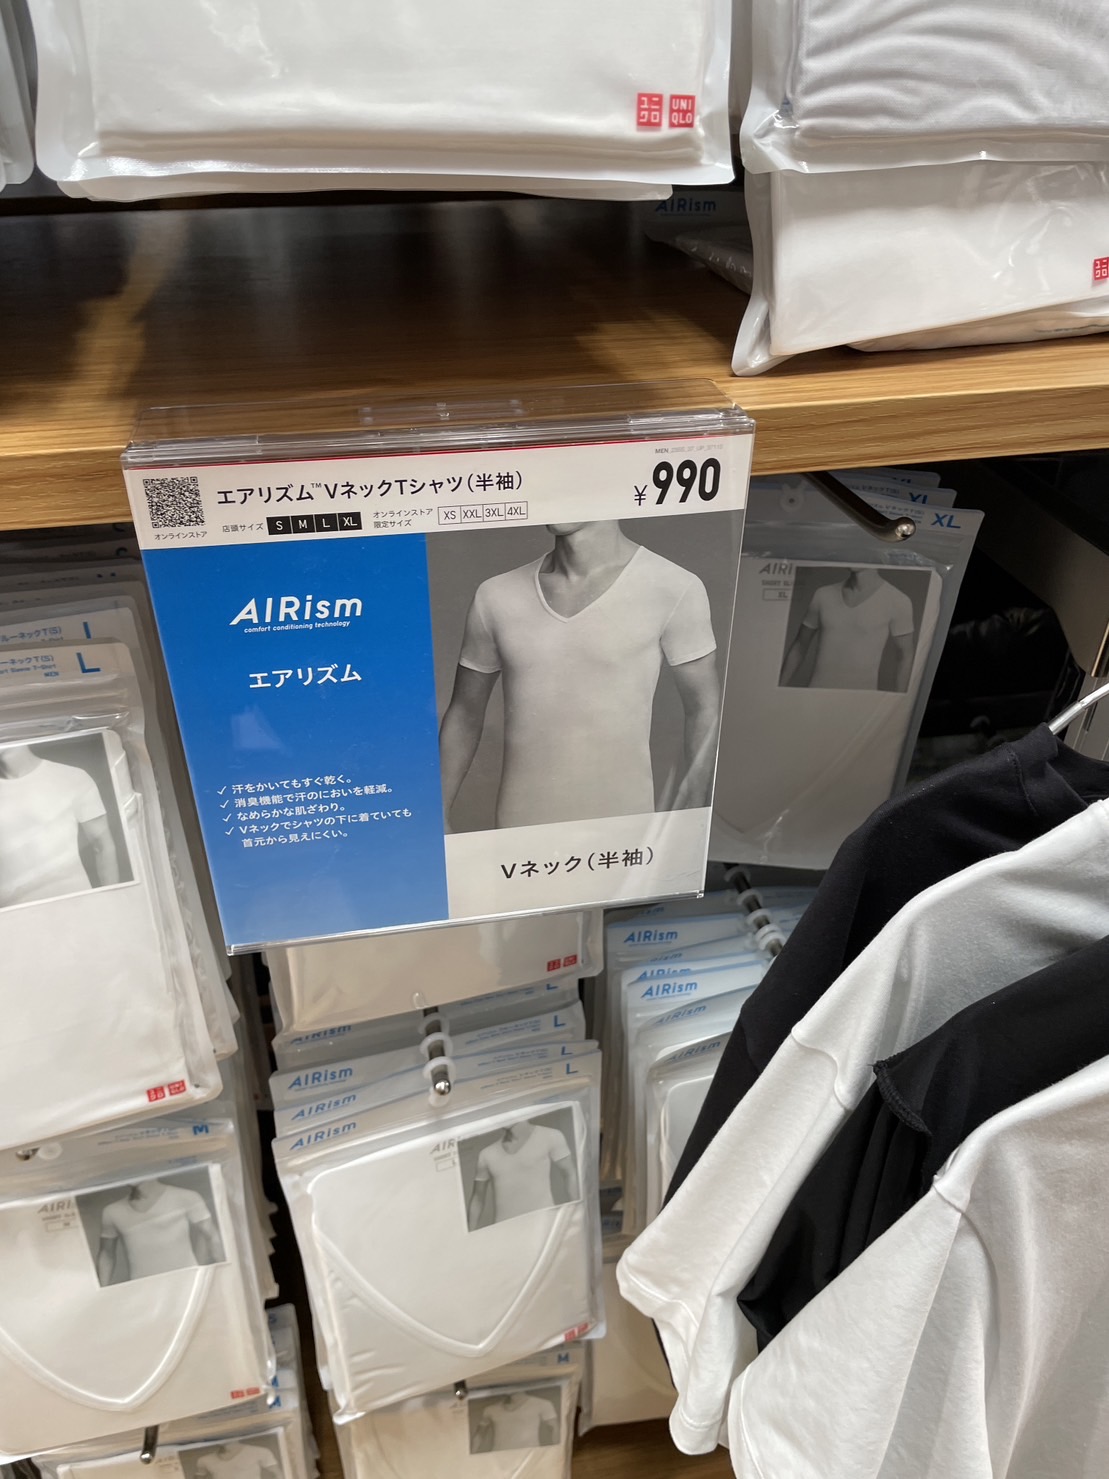 ユニクロ
UNIQLO
AIRism
エアリズム™VネックTシャツ(半袖)
¥990
オンラインストア
店頭サイズ S M L XL
オンラインストア限定サイズ XS XXL 3XL 4XL
AIRism
comfort conditioning technology
エアリズム
✓ 汗をかいてもすぐ乾く。
✓ 消臭機能で汗のにおいを軽減。
✓ なめらかな肌ざわり。
✓ Vネックでシャツの下に着ていても
首元から見えにくい。
Vネック(半袖)
XL
XL
L
L
AIRism
AIRism
AIRism
AIRism
AIRism
AIRism
L
L
L
M
M